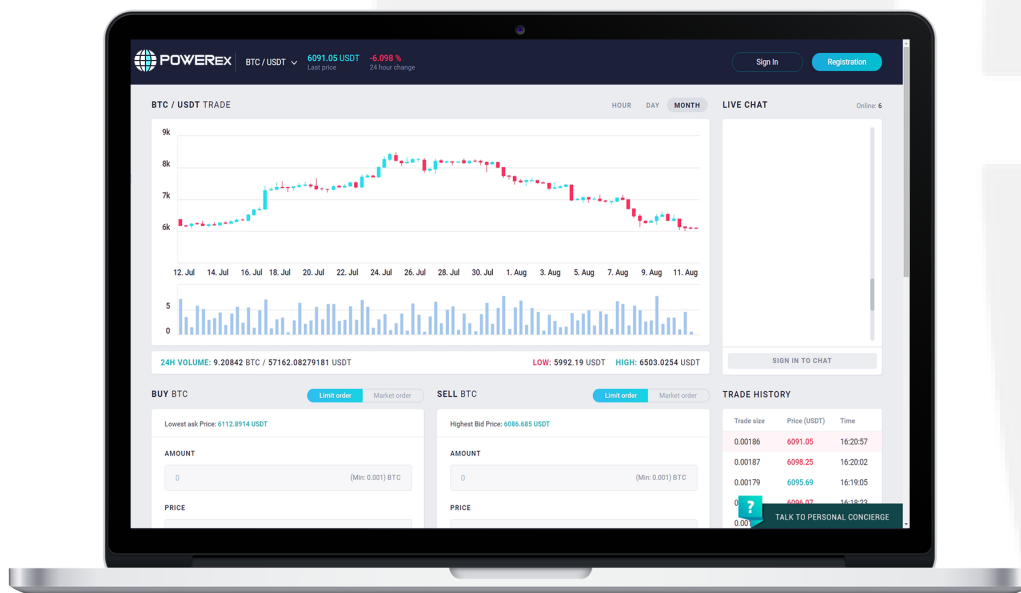 POWEREX
BTC / USDT
6091.05 USDT
Last price
-6.098 %
24 hour change
Sign In
Registration
BTC / USDT TRADE
HOUR DAY MONTH
9k
8k
7k
6k
12. Jul 14. Jul 16. Jul 18. Jul 20. Jul 22. Jul 24. Jul 26. Jul 28. Jul 30. Jul 1. Aug 3. Aug 5. Aug 7. Aug 9. Aug 11. Aug
5
0
24H VOLUME: 9.20842 BTC / 57162.08279181 USDT
LOW: 5992.19 USDT HIGH: 6503.0254 USDT
LIVE CHAT
Online: 6
SIGN IN TO CHAT
BUY BTC
Limit order Market order
Lowest ask Price: 6112.8914 USDT
AMOUNT
0 (Min: 0.001) BTC
PRICE
SELL BTC
Limit order Market order
Highest Bid Price: 6086.685 USDT
AMOUNT
0 (Min: 0.001) BTC
PRICE
TRADE HISTORY
Trade size Price (USDT) Time
0.00186 6091.05 16:20:57
0.00187 6098.25 16:20:02
0.00179 6095.69 16:19:05
?
TALK TO PERSONAL CONCIERGE